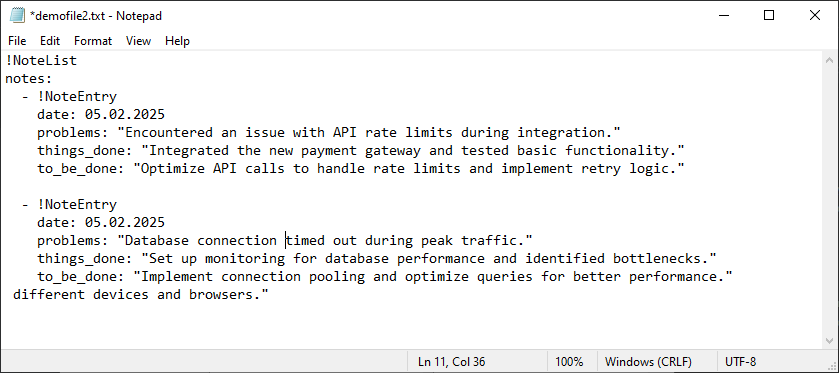 *demofile2.txt - Notepad
File Edit Format View Help
!NoteList
notes:
  - !NoteEntry
    date: 05.02.2025
    problems: "Encountered an issue with API rate limits during integration."
    things_done: "Integrated the new payment gateway and tested basic functionality."
    to_be_done: "Optimize API calls to handle rate limits and implement retry logic."

  - !NoteEntry
    date: 05.02.2025
    problems: "Database connection timed out during peak traffic."
    things_done: "Set up monitoring for database performance and identified bottlenecks."
    to_be_done: "Implement connection pooling and optimize queries for better performance."
 different devices and browsers."
Ln 11, Col 36 100% Windows (CRLF) UTF-8